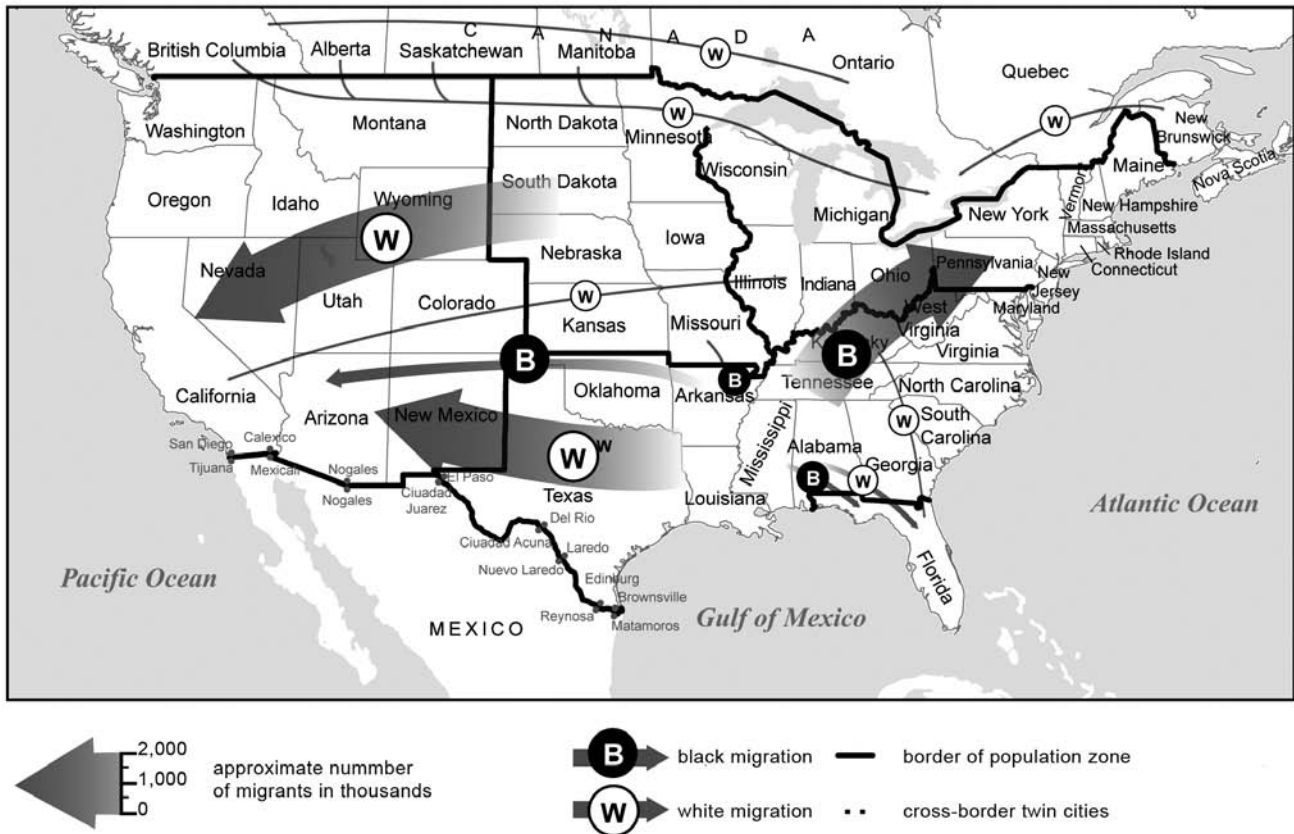 C A N A D A
British Columbia
Alberta
Saskatchewan
Manitoba
Ontario
Quebec
W
W
W
New
Brunswick
Nova Scotia
Washington
Montana
North Dakota
Minnesota
Wisconsin
Michigan
Maine
Vermont
New Hampshire
Massachusetts
Rhode Island
Connecticut
New York
Oregon
Idaho
Wyoming
South Dakota
W
Iowa
Nebraska
Nevada
Utah
Colorado
W
Kansas
Illinois
Indiana
Ohio
Pennsylvania
New
Jersey
Maryland
West
Virginia
Virginia
Missouri
Kentucky
B
B
B
California
Arizona
New Mexico
Oklahoma
Arkansas
Tennessee
North Carolina
South
Carolina
W
Mississippi
Alabama
Georgia
B
W
W
W
Texas
Louisiana
Florida
San Diego
Tijuana
Calexico
Mexicali
Nogales
Nogales
El Paso
Ciuadad
Juarez
Del Rio
Ciuadad Acuna
Laredo
Nuevo Laredo
Edinburg
Brownsville
Reynosa
Matamoros
MEXICO
Pacific Ocean
Gulf of Mexico
Atlantic Ocean
2,000
1,000
0
approximate nummber
of migrants in thousands
B black migration
W white migration
border of population zone
cross-border twin cities